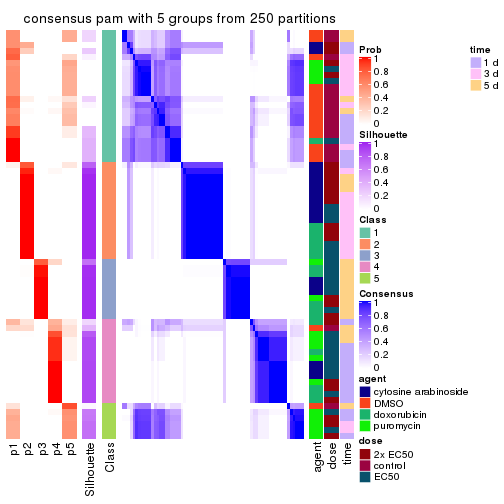 consensus pam with 5 groups from 250 partitions
Prob
1
0.8
0.6
0.4
0.2
0
time
1 d
3 d
5 d
Silhouette
1
0.8
0.6
0.4
0.2
0
Class
1
2
3
4
5
Consensus
1
0.8
0.6
0.4
0.2
0
agent
cytosine arabinoside
DMSO
doxorubicin
puromycin
dose
2x EC50
control
EC50
p1
p2
p3
p4
p5
Silhouette
Class
agent
dose
time